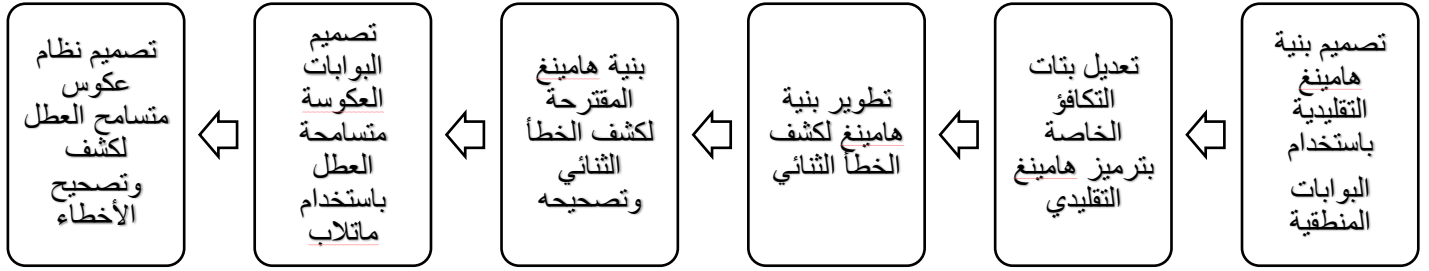 تصميم بنية
هامينغ
التقليدية
باستخدام
البوابات
المنطقية
تعديل بتات
التكافؤ
الخاصة
بترميز هامينغ
التقليدي
تطوير بنية
هامينغ لكشف
الخطأ الثنائي
بنية هامينغ
المقترحة
لكشف الخطأ
الثنائي
وتصحيحه
تصميم
البوابات
العكوسة
متسامحة
العطل
باستخدام
ماتلاب
تصميم نظام
عكوس
متسامح العطل
لكشف
وتصحيح
الأخطاء